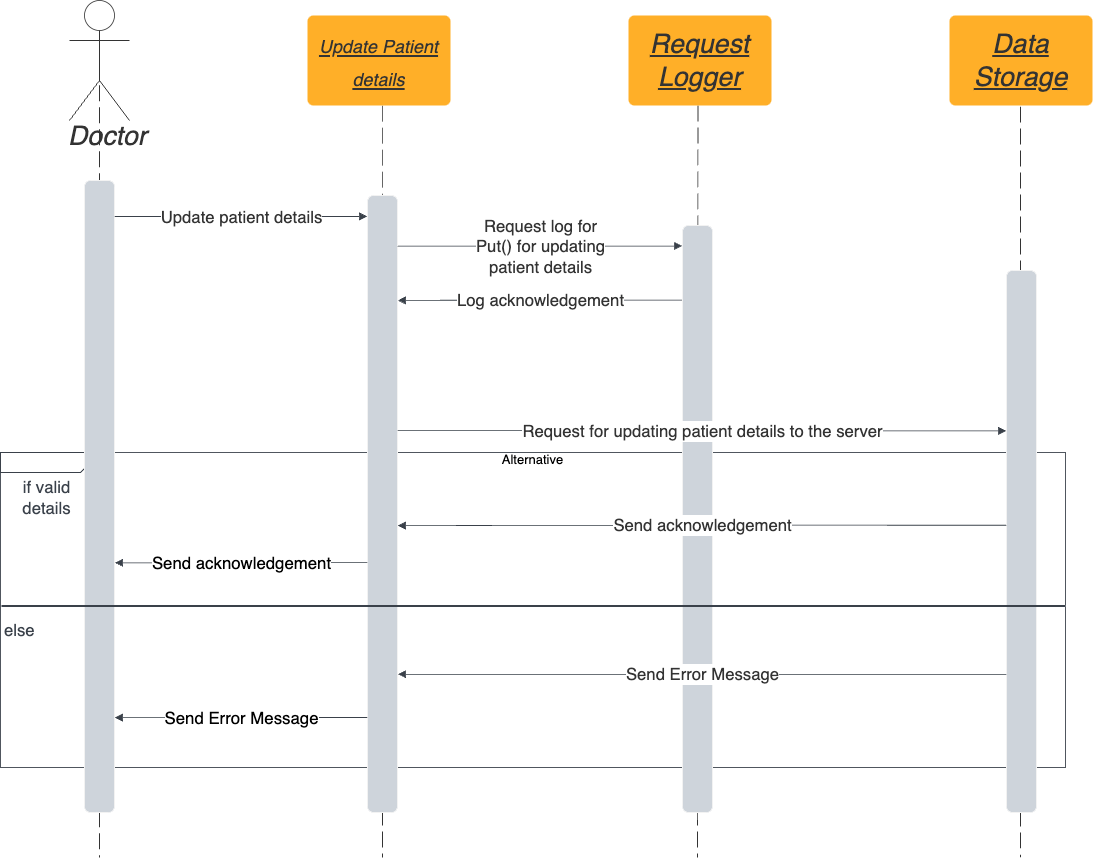 Update Patient
details
Request
Logger
Data
Storage
Doctor
Update patient details
Request log for
Put() for updating
patient details
Log acknowledgement
Request for updating patient details to the server
Alternative
if valid
details
Send acknowledgement
Send acknowledgement
else
Send Error Message
Send Error Message